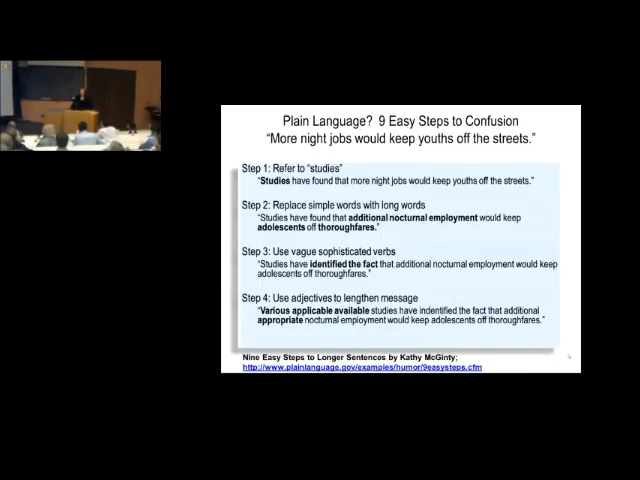 Plain Language? 9 Easy Steps to Confusion
“More night jobs would keep youths off the streets.”
Step 1: Refer to “studies”
“Studies have found that more night jobs would keep youths off the streets.”
Step 2: Replace simple words with long words
“Studies have found that additional nocturnal employment would keep
adolescents off thoroughfares.”
Step 3: Use vague sophisticated verbs
“Studies have identified the fact that additional nocturnal employment would keep
adolescents off thoroughfares.”
Step 4: Use adjectives to lengthen message
“Various applicable available studies have indentified the fact that additional
appropriate nocturnal employment would keep adolescents off thoroughfares.”
Nine Easy Steps to Longer Sentences by Kathy McGinty;
http://www.plainlanguage.gov/examples/humor/9easysteps.cfm